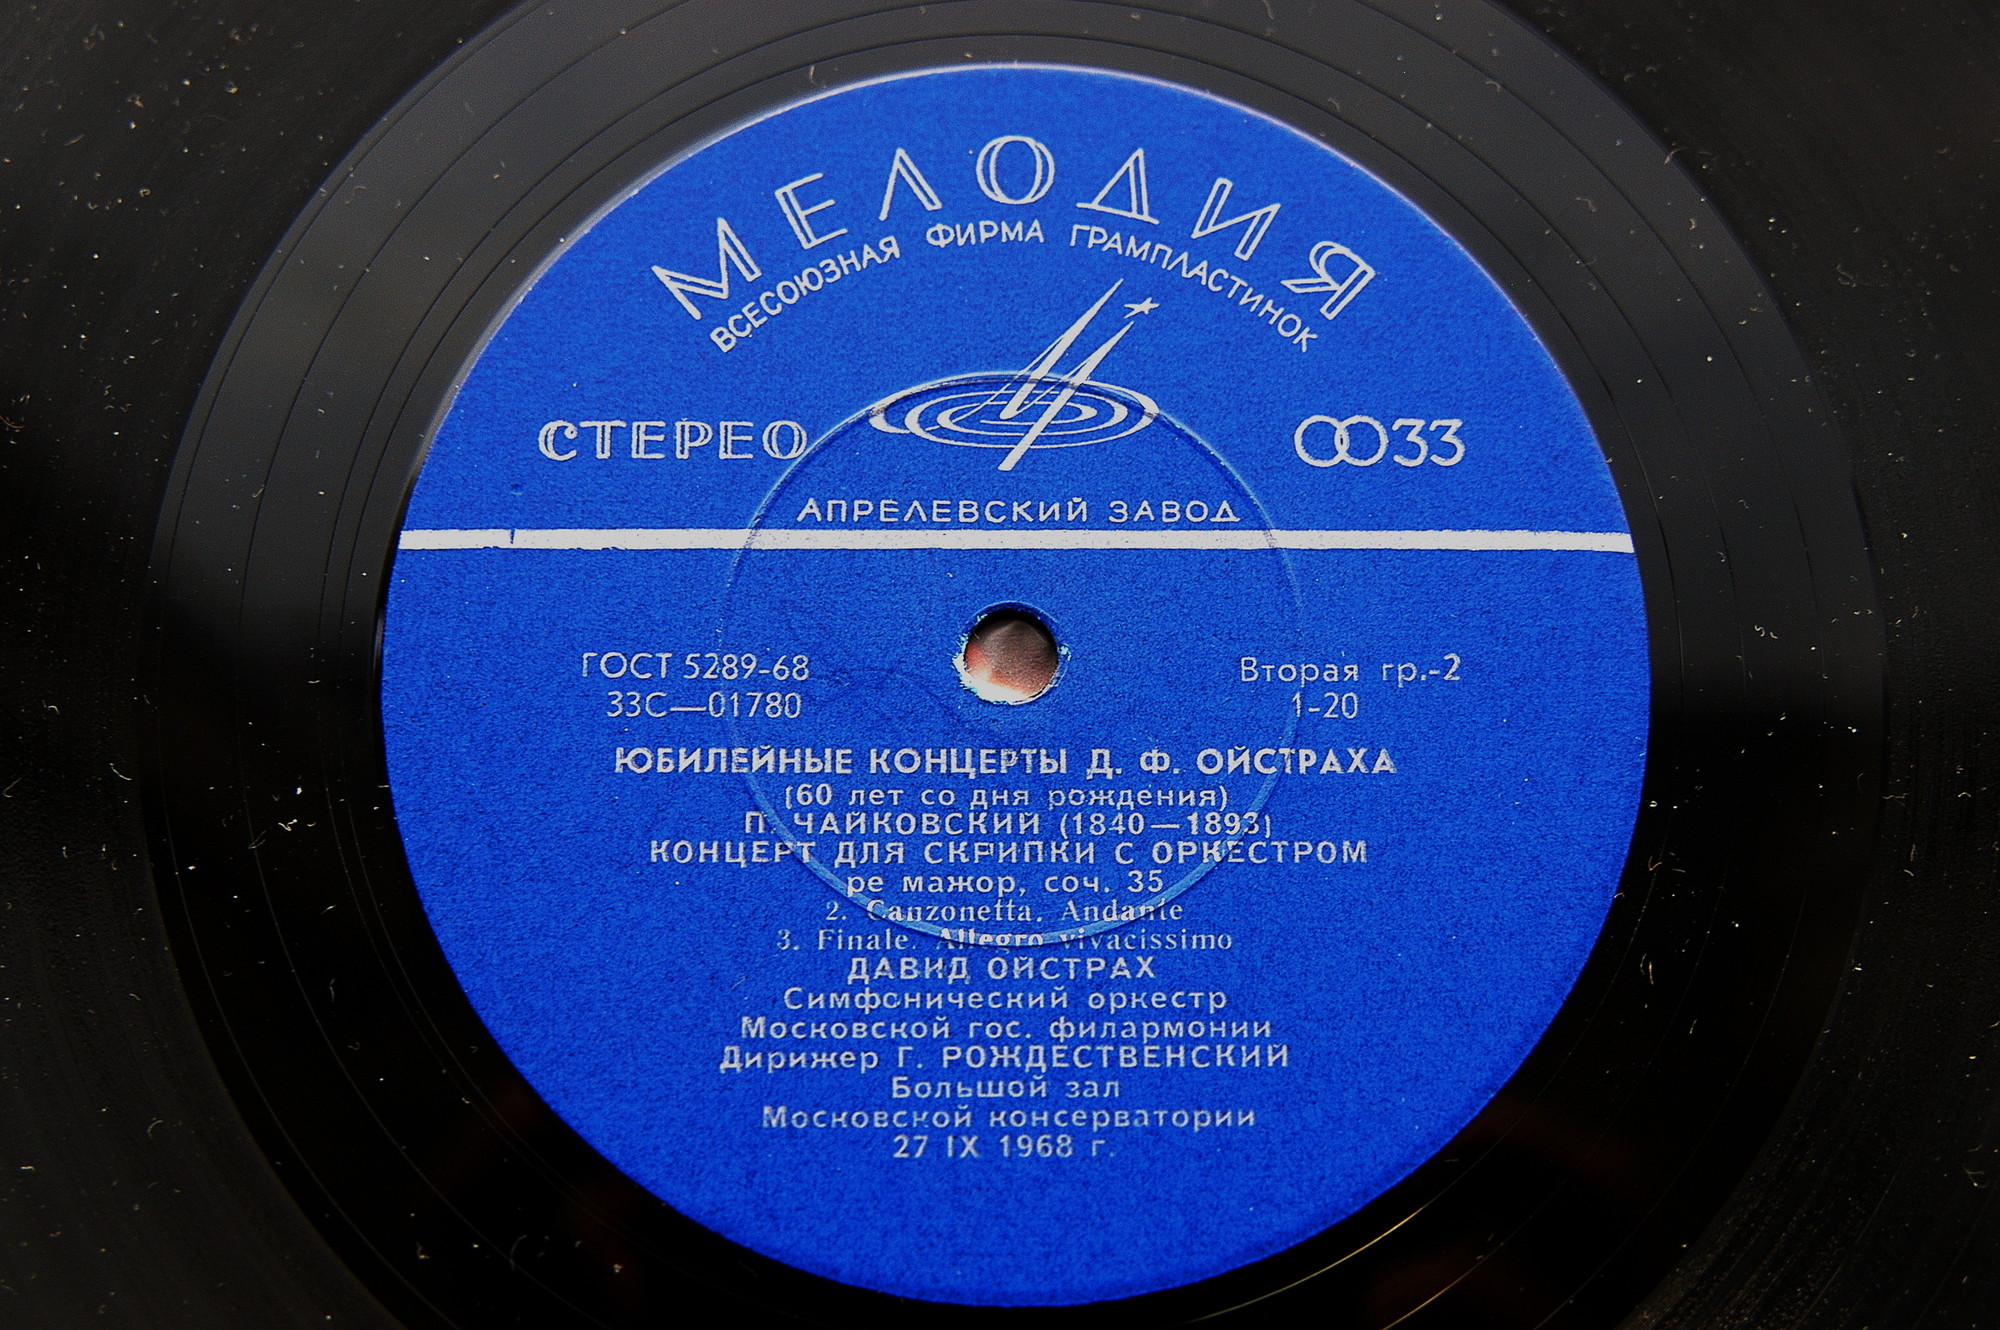 МЕЛОДИЯ
ВСЕСОЮЗНАЯ ФИРМА ГРАМПЛАСТИНОК
СТЕРЕО
33
АПРЕЛЕВСКИЙ ЗАВОД
ГОСТ 5289-68
Вторая гр.-2
33С—01780
1-20
ЮБИЛЕЙНЫЕ КОНЦЕРТЫ Д. Ф. ОЙСТРАХА
(60 лет со дня рождения)
П. ЧАЙКОВСКИЙ (1840—1893)
КОНЦЕРТ ДЛЯ СКРИПКИ С ОРКЕСТРОМ
ре мажор, соч. 35
2. Canzonetta. Andante
3. Finale. Allegro vivacissimo
ДАВИД ОЙСТРАХ
Симфонический оркестр
Московской гос. филармонии
Дирижер Г. РОЖДЕСТВЕНСКИЙ
Большой зал
Московской консерватории
27 IX 1968 г.